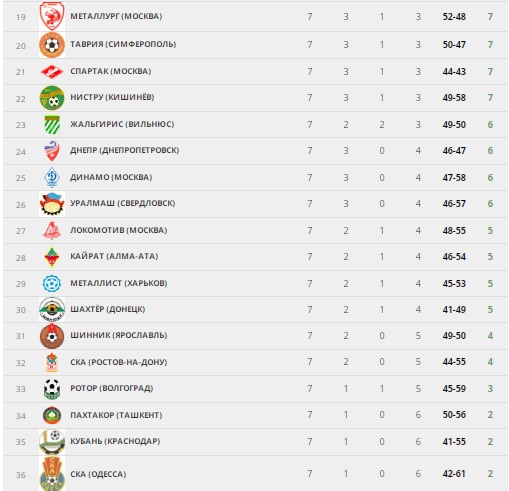 19 МЕТАЛЛУРГ (МОСКВА) 7 3 1 3 52-48 7
20 ТАВРИЯ (СИМФЕРОПОЛЬ) 7 3 1 3 50-47 7
21 СПАРТАК (МОСКВА) 7 3 1 3 44-43 7
22 НИСТРУ (КИШИНЁВ) 7 3 1 3 49-58 7
23 ЖАЛЬГИРИС (ВИЛЬНЮС) 7 2 2 3 49-50 6
24 ДНЕПР (ДНЕПРОПЕТРОВСК) 7 3 0 4 46-47 6
25 ДИНАМО (МОСКВА) 7 3 0 4 47-58 6
26 УРАЛМАШ (СВЕРДЛОВСК) 7 3 0 4 46-57 6
27 ЛОКОМОТИВ (МОСКВА) 7 2 1 4 48-55 5
28 КАЙРАТ (АЛМА-АТА) 7 2 1 4 46-54 5
29 МЕТАЛЛИСТ (ХАРЬКОВ) 7 2 1 4 45-53 5
30 ШАХТЁР (ДОНЕЦК) 7 2 1 4 41-49 5
31 ШИННИК (ЯРОСЛАВЛЬ) 7 2 0 5 49-50 4
32 СКА (РОСТОВ-НА-ДОНУ) 7 2 0 5 44-55 4
33 РОТОР (ВОЛГОГРАД) 7 1 1 5 45-59 3
34 ПАХТАКОР (ТАШКЕНТ) 7 1 0 6 50-56 2
35 КУБАНЬ (КРАСНОДАР) 7 1 0 6 41-55 2
36 СКА (ОДЕССА) 7 1 0 6 42-61 2